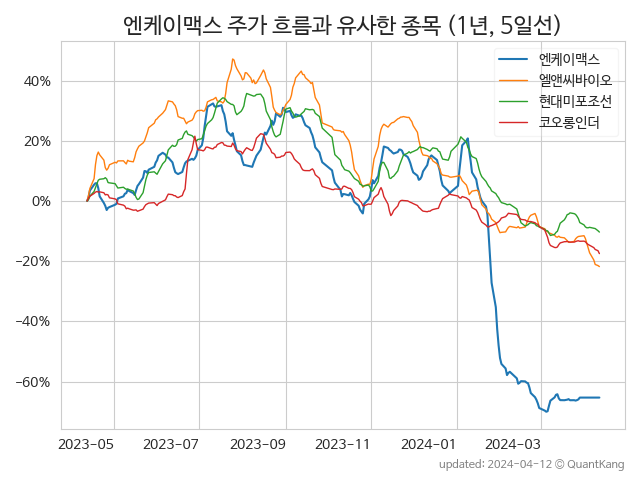 엔케이맥스 주가 흐름과 유사한 종목 (1년, 5일선)
엔케이맥스
엘앤씨바이오
현대미포조선
코오롱인더
40%
20%
0%
−20%
−40%
−60%
2023-05 2023-07 2023-09 2023-11 2024-01 2024-03
updated: 2024-04-12 © QuantKang